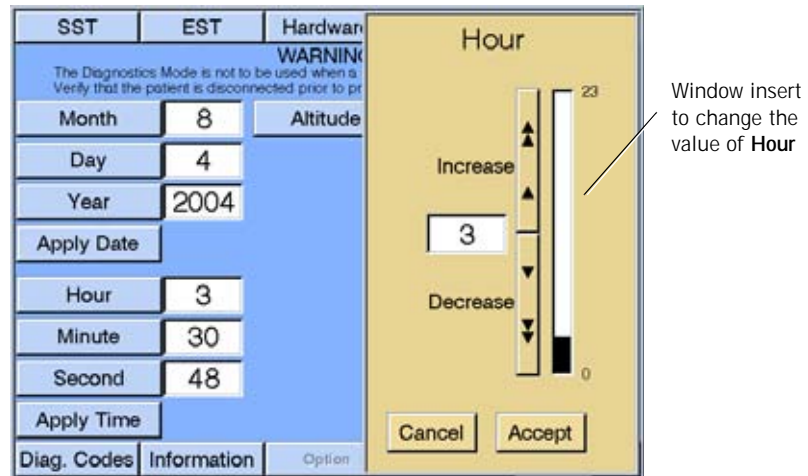 SST EST Hardwar
WARNIN
The Diagnostics Mode is not to be used when a
Verify that the patient is disconnected prior to pr
Month 8 Altitude
Day 4
Year 2004
Apply Date
Hour 3
Minute 30
Second 48
Apply Time
Diag. Codes Information Option
Hour
23
Increase
3
Decrease
0
Cancel Accept
Window insert
to change the
value of Hour